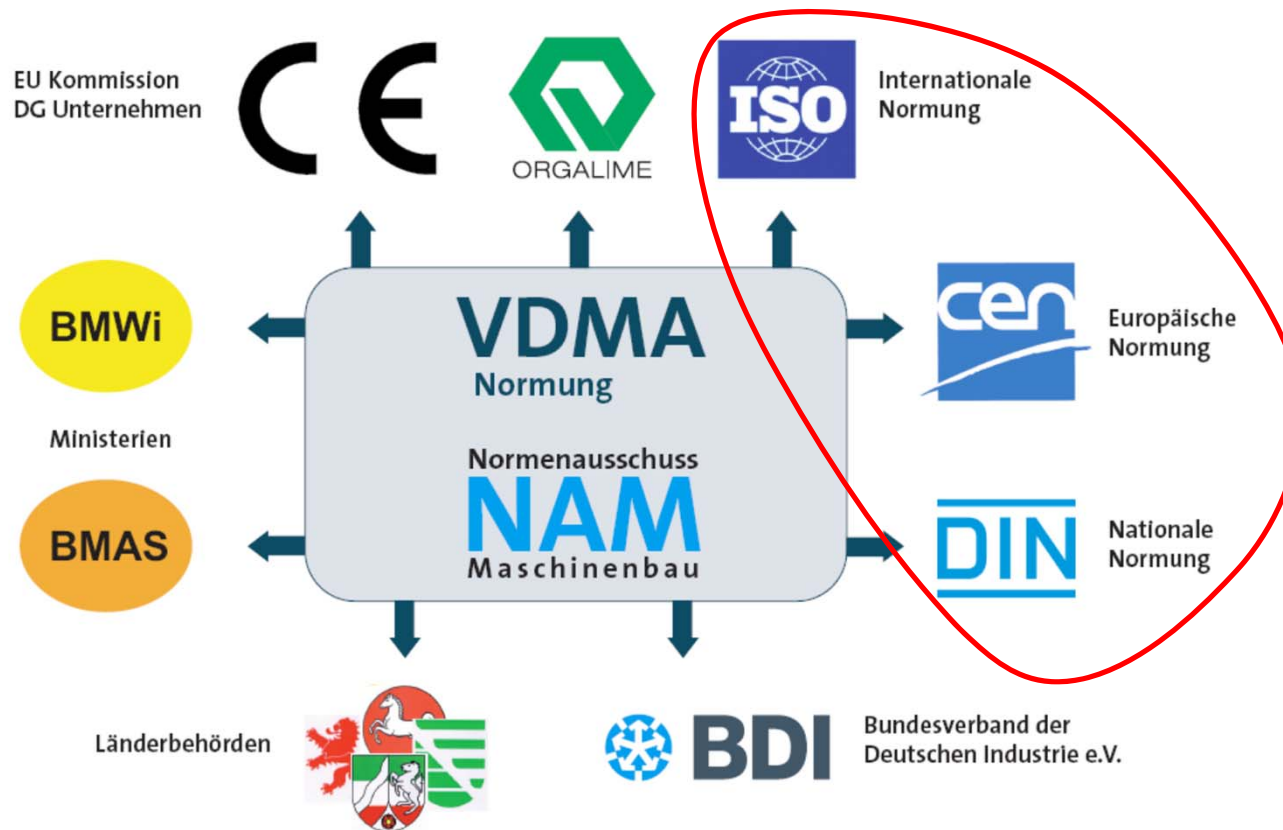 EU Kommission
DG Unternehmen
CE
ORGALIME
ISO
Internationale
Normung
BMWi
VDMA
Normung
cen
Europäische
Normung
Ministerien
BMAS
Normenausschuss
NAM
Maschinenbau
DIN
Nationale
Normung
Länderbehörden
BDI
Bundesverband der
Deutschen Industrie e.V.